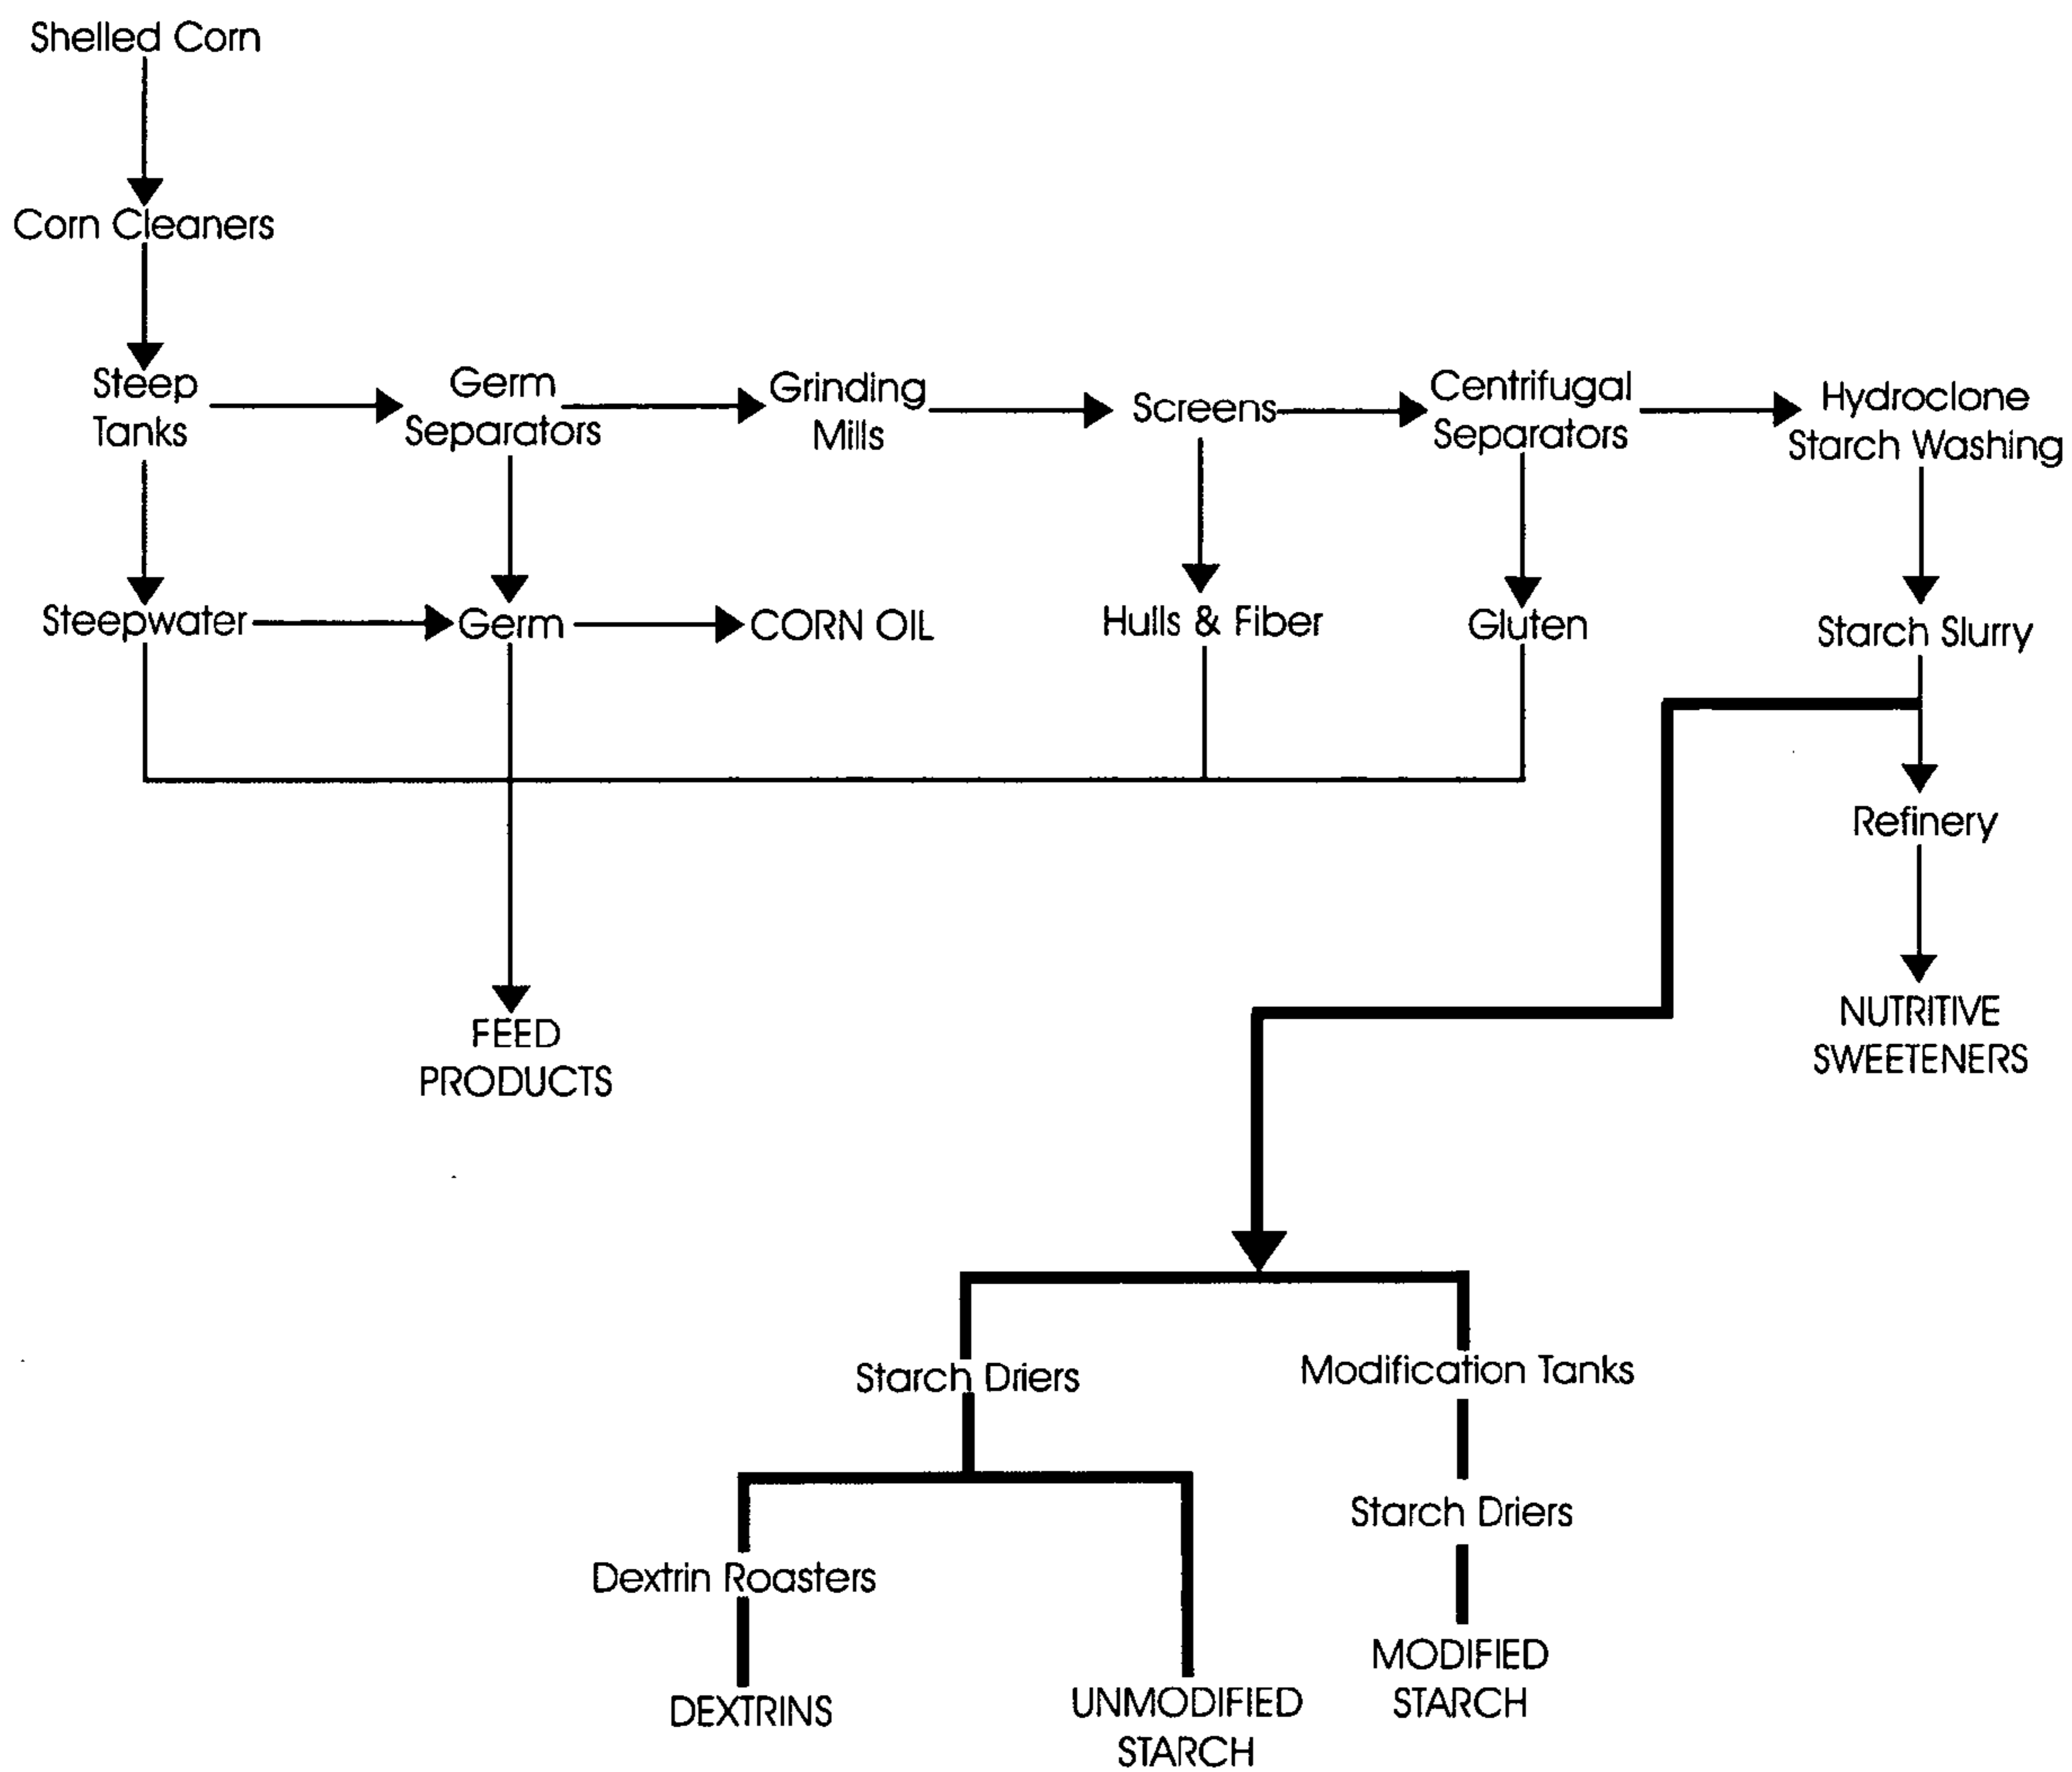 Shelled Corn
Corn Cleaners
Steep
Tanks
Germ
Separators
Grinding
Mills
Screens
Centrifugal
Separators
Hydroclone
Starch Washing
Steepwater
Germ
CORN OIL
Hulls & Fiber
Gluten
Starch Slurry
Refinery
FEED
PRODUCTS
NUTRITIVE
SWEETENERS
Starch Driers
Modification Tanks
Starch Driers
Dextrin Roasters
DEXTRINS
UNMODIFIED
STARCH
MODIFIED
STARCH